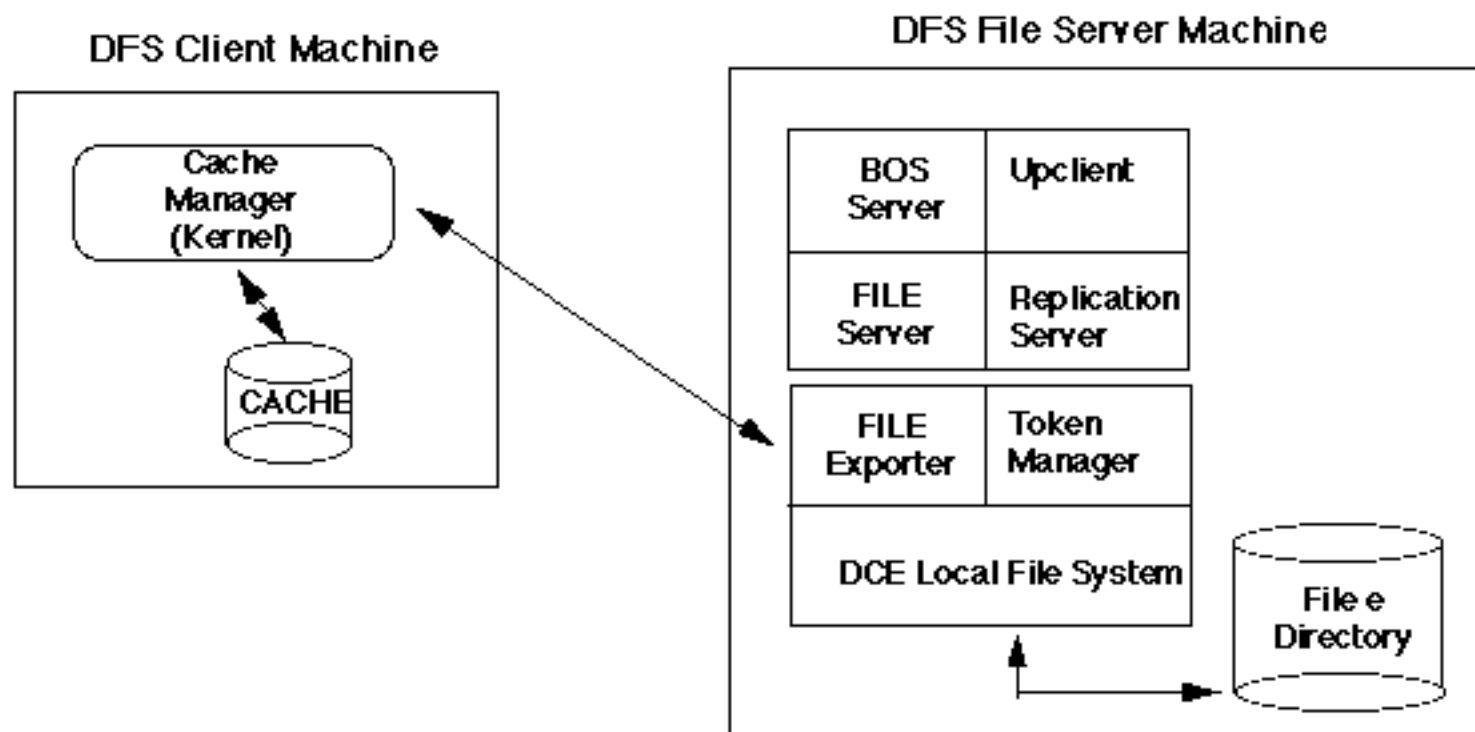 DFS Client Machine
Cache
Manager
(Kernel)
CACHE
DFS File Server Machine
BOS
Server
Upclient
FILE
Server
Replication
Server
FILE
Exporter
Token
Manager
DCE Local File System
File e
Directory